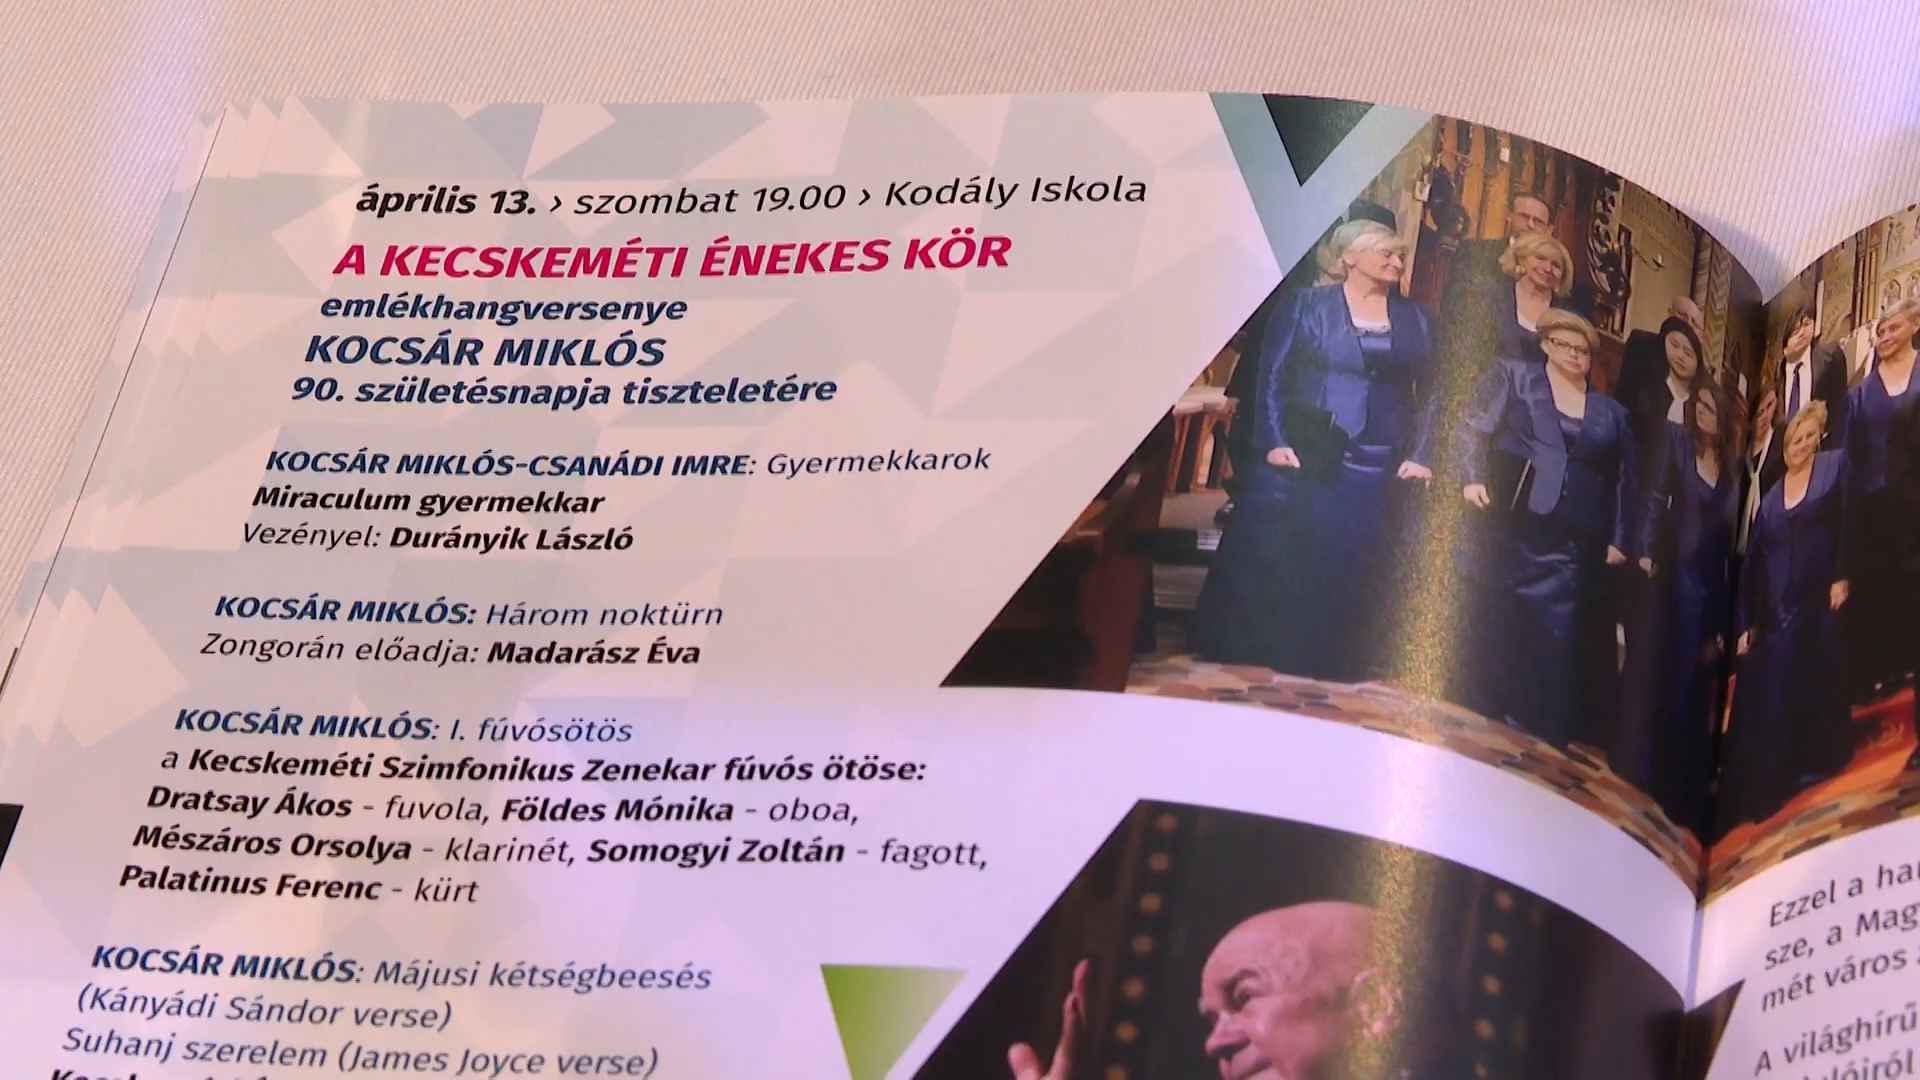 április 13. › szombat 19.00 › Kodály Iskola
A KECSKEMÉTI ÉNEKES KÖR
emlékhangversenye
KOCSÁR MIKLÓS
90. születésnapja tiszteletére
KOCSÁR MIKLÓS-CSANÁDI IMRE: Gyermekkarok
Miraculum gyermekkar
Vezényel: Durányik László
KOCSÁR MIKLÓS: Három noktürn
Zongorán előadja: Madarász Éva
KOCSÁR MIKLÓS: I. fúvósötös
a Kecskeméti Szimfonikus Zenekar fúvós ötöse:
Dratsay Ákos - fuvola, Földes Mónika - oboa,
Mészáros Orsolya - klarinét, Somogyi Zoltán - fagott,
Palatinus Ferenc - kürt
KOCSÁR MIKLÓS: Májusi kétségbeesés
(Kányádi Sándor verse)
Suhanj szerelem (James Joyce verse)
Ezzel a
sze, a
mét város
A világhírű